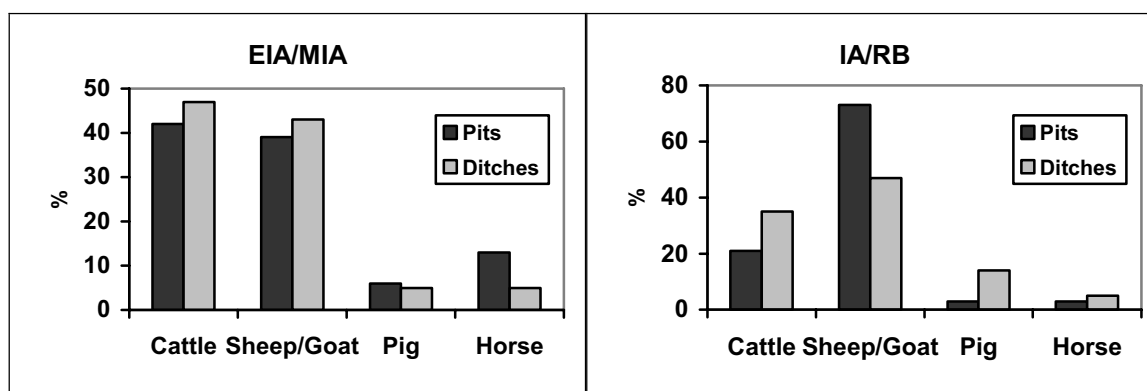 EIA/MIA
50
40
30
20
10
0
%
Pits
Ditches
Cattle Sheep/Goat Pig Horse
IA/RB
80
60
40
20
0
%
Pits
Ditches
Cattle Sheep/Goat Pig Horse